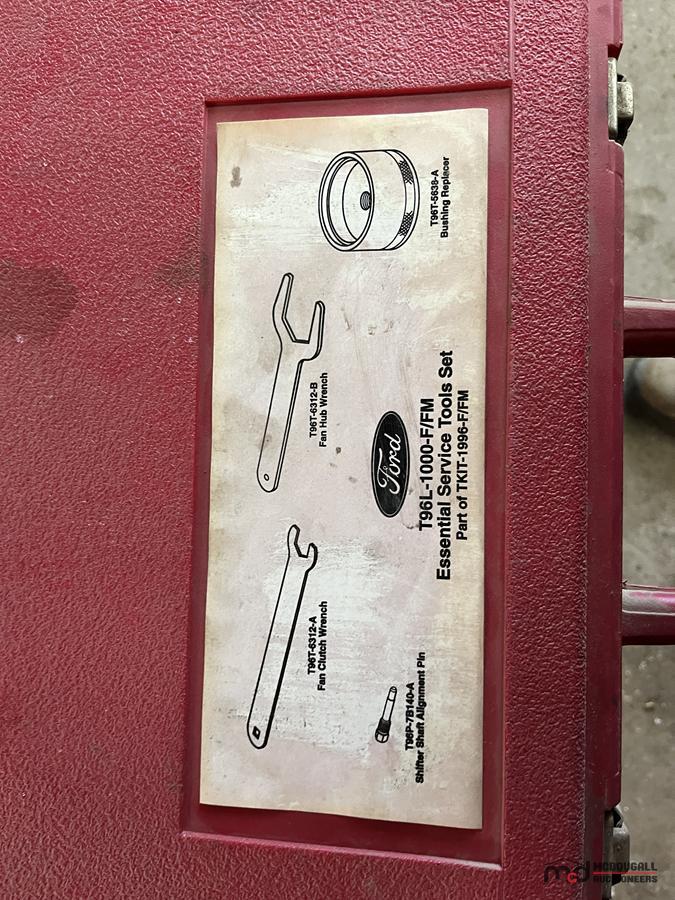 T96T-6312-A
Fan Clutch Wrench
T96T-6312-B
Fan Hub Wrench
T96T-5638-A
Bushing Replacer
Ford
T96L-1000-F/FM
Essential Service Tools Set
Part of TKIT-1996-F/FM
T96P-7B140-A
Shifter Shaft Alignment Pin
mcd MCDOUGALL
AUCTIONEERS